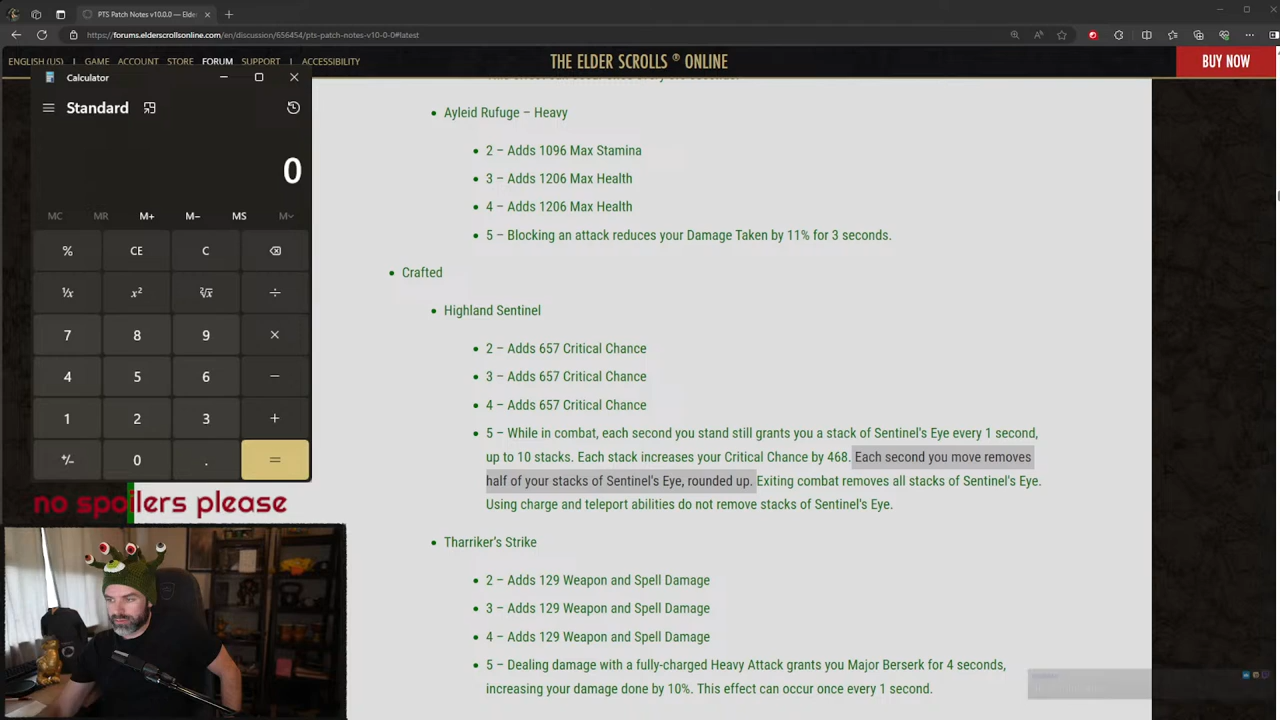 PTS Patch Notes v10.0.0 — Elder
https://forums.elderscrollsonline.com/en/discussion/656454/pts-patch-notes-v10-0-0#latest
ENGLISH (US) GAME ACCOUNT STORE FORUM SUPPORT ACCESSIBILITY
THE ELDER SCROLLS ® ONLINE
BUY NOW
Calculator
Standard
0
MC MR M+ M− MS M˅
% CE C
⅟x x² ²√x ÷
7 8 9 ×
4 5 6 −
1 2 3 +
+/− 0 . =
no spoilers please
Ayleid Rufuge – Heavy
2 – Adds 1096 Max Stamina
3 – Adds 1206 Max Health
4 – Adds 1206 Max Health
5 – Blocking an attack reduces your Damage Taken by 11% for 3 seconds.
Crafted
Highland Sentinel
2 – Adds 657 Critical Chance
3 – Adds 657 Critical Chance
4 – Adds 657 Critical Chance
5 – While in combat, each second you stand still grants you a stack of Sentinel's Eye every 1 second,
up to 10 stacks. Each stack increases your Critical Chance by 468. Each second you move removes
half of your stacks of Sentinel's Eye, rounded up. Exiting combat removes all stacks of Sentinel's Eye.
Using charge and teleport abilities do not remove stacks of Sentinel's Eye.
Tharriker's Strike
2 – Adds 129 Weapon and Spell Damage
3 – Adds 129 Weapon and Spell Damage
4 – Adds 129 Weapon and Spell Damage
5 – Dealing damage with a fully-charged Heavy Attack grants you Major Berserk for 4 seconds,
increasing your damage done by 10%. This effect can occur once every 1 second.